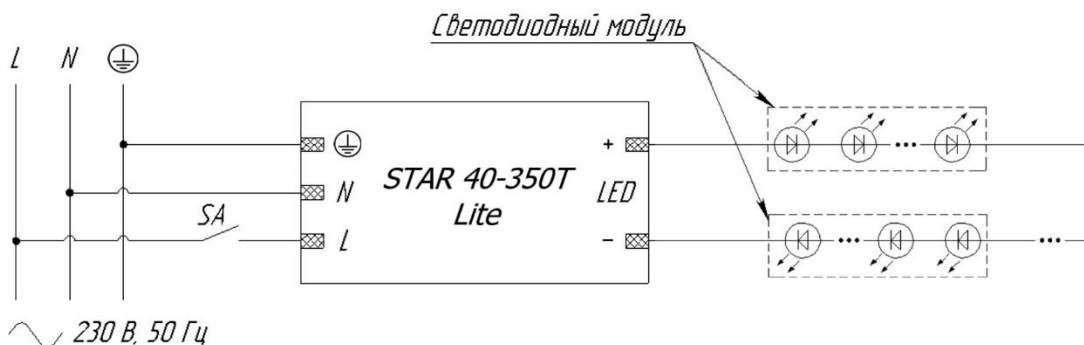 Светодиодный модуль
L N
+
STAR 40-350T
Lite
N
LED
SA
L
−
230 В, 50 Гц